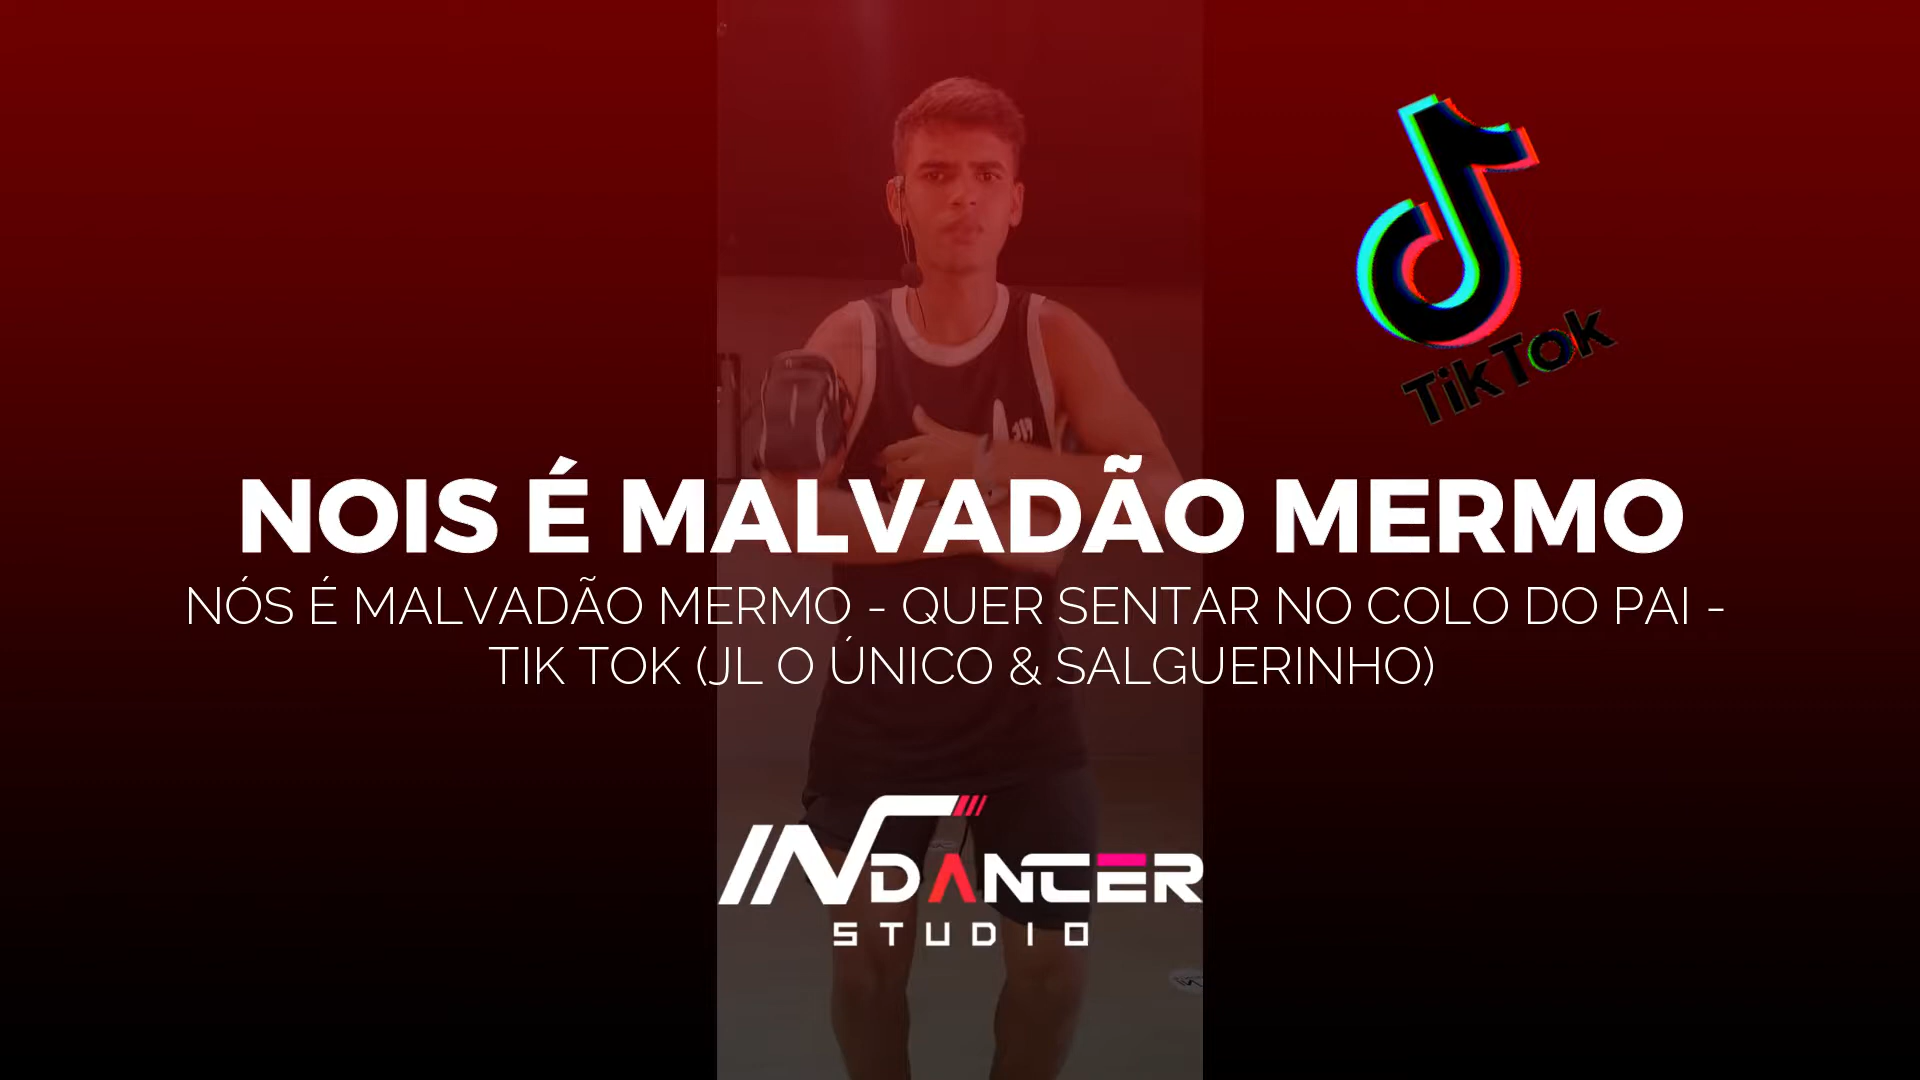 TikTok
NOIS É MALVADÃO MERMO
NÓS É MALVADÃO MERMO - QUER SENTAR NO COLO DO PAI -
TIK TOK (JL O ÚNICO & SALGUERINHO)
INDANCER
STUDIO